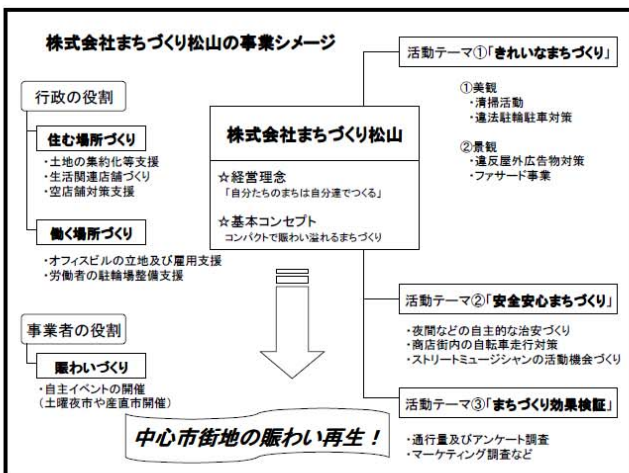 株式会社まちづくり松山の事業シメージ
行政の役割
住む場所づくり
・土地の集約化等支援
・生活関連店舗づくり
・空店舗対策支援
働く場所づくり
・オフィスビルの立地及び雇用支援
・労働者の駐輪場整備支援
事業者の役割
賑わいづくり
・自主イベントの開催
(土曜夜市や産直市開催)
株式会社まちづくり松山
☆経営理念
「自分たちのまちは自分達でつくる」
☆基本コンセプト
コンパクトで賑わい溢れるまちづくり
中心市街地の賑わい再生！
活動テーマ①「きれいなまちづくり」
①美観
・清掃活動
・違法駐輪駐車対策
②景観
・違反屋外広告物対策
・ファサード事業
活動テーマ②「安全安心まちづくり」
・夜間などの自主的な治安づくり
・商店街内の自転車走行対策
・ストリートミュージシャンの活動機会づくり
活動テーマ③「まちづくり効果検証」
・通行量及びアンケート調査
・マーケティング調査など